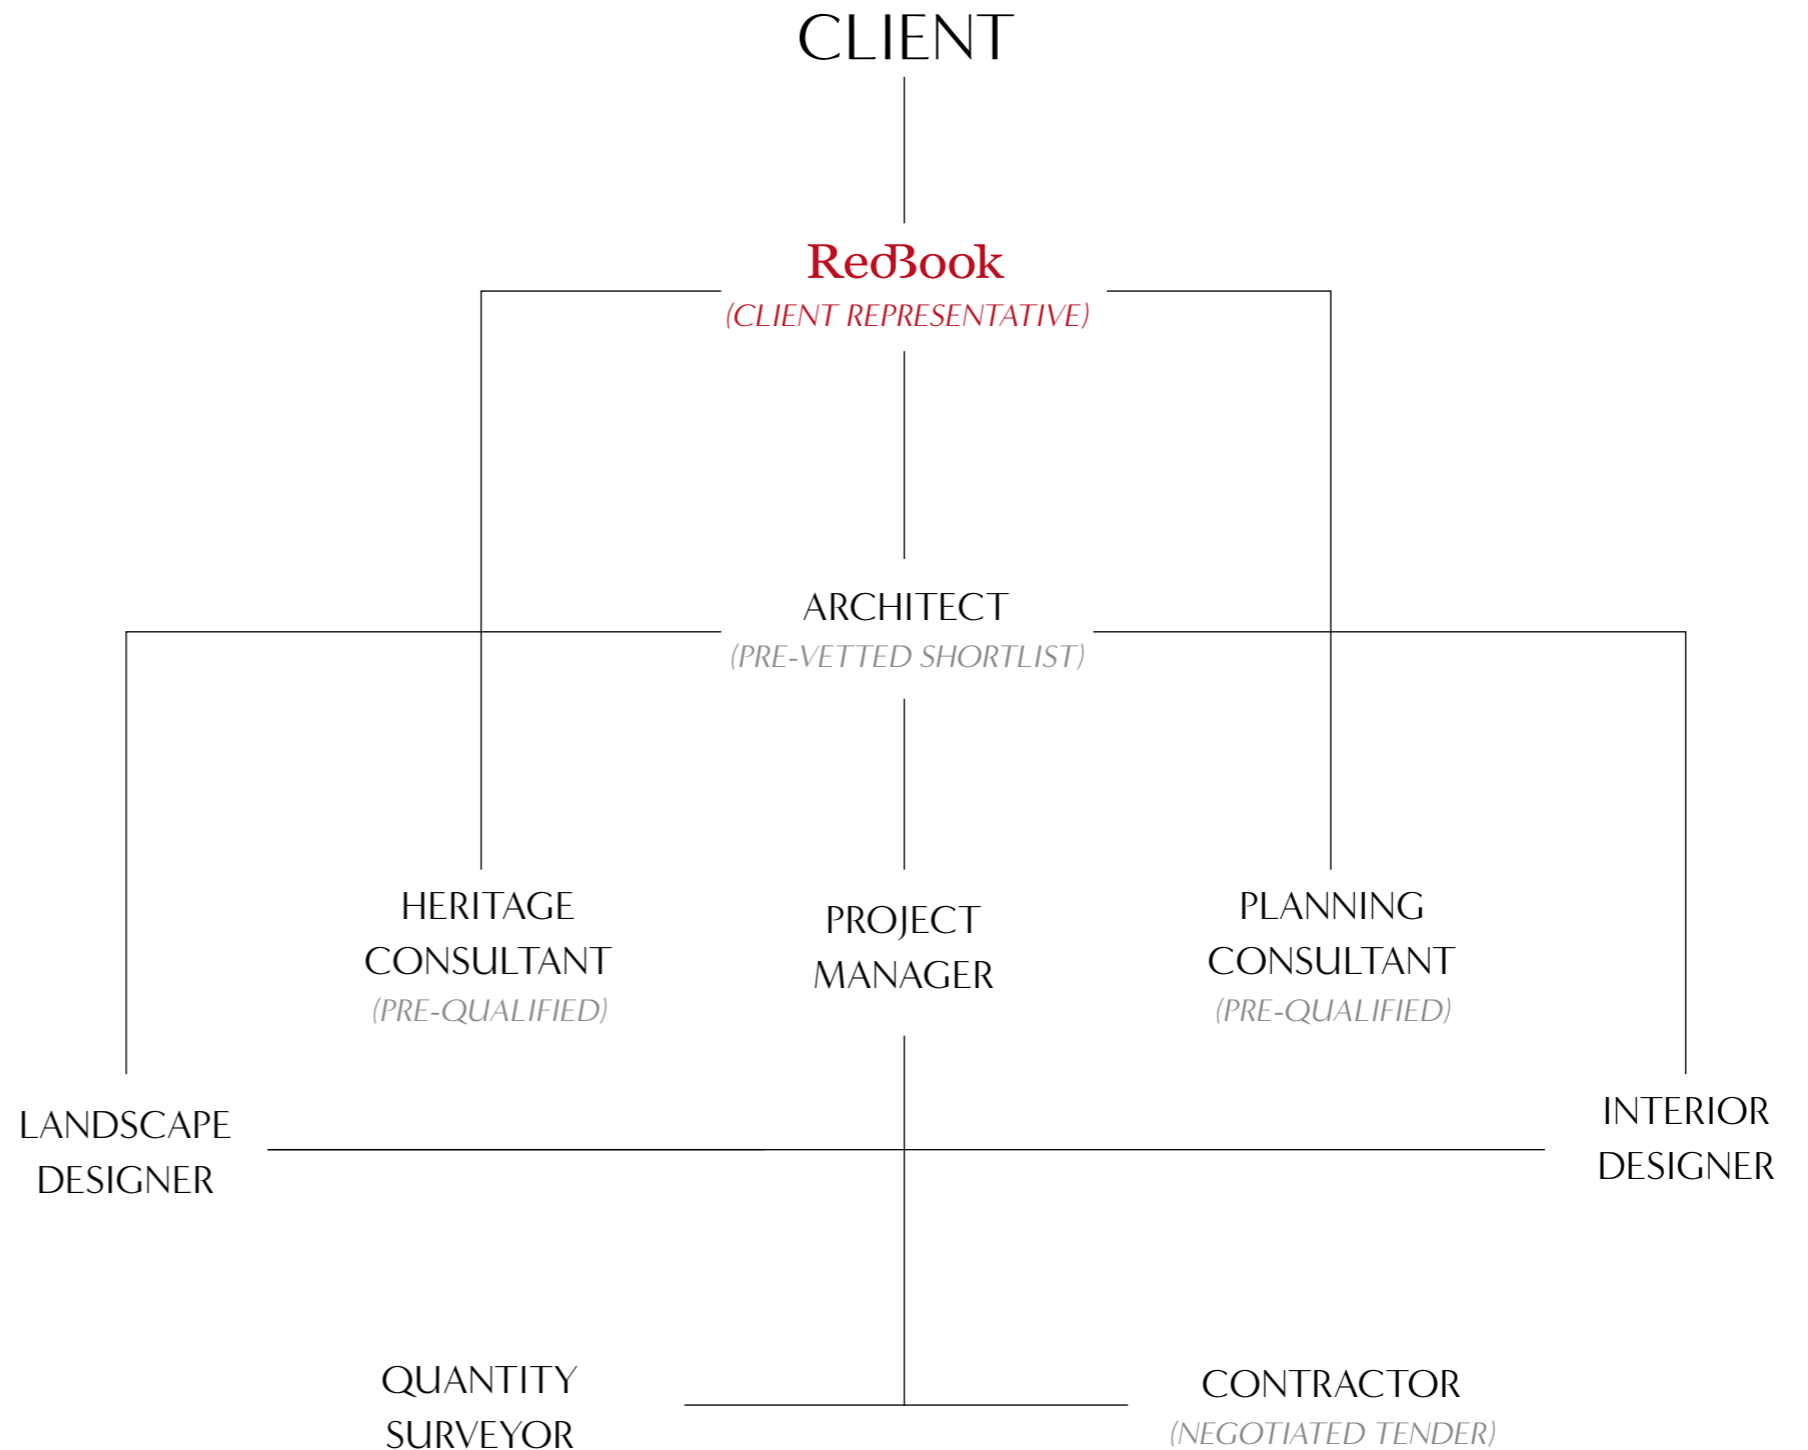 CLIENT
RedBook
(CLIENT REPRESENTATIVE)
ARCHITECT
(PRE-VETTED SHORTLIST)
HERITAGE
CONSULTANT
(PRE-QUALIFIED)
PROJECT
MANAGER
PLANNING
CONSULTANT
(PRE-QUALIFIED)
LANDSCAPE
DESIGNER
INTERIOR
DESIGNER
QUANTITY
SURVEYOR
CONTRACTOR
(NEGOTIATED TENDER)